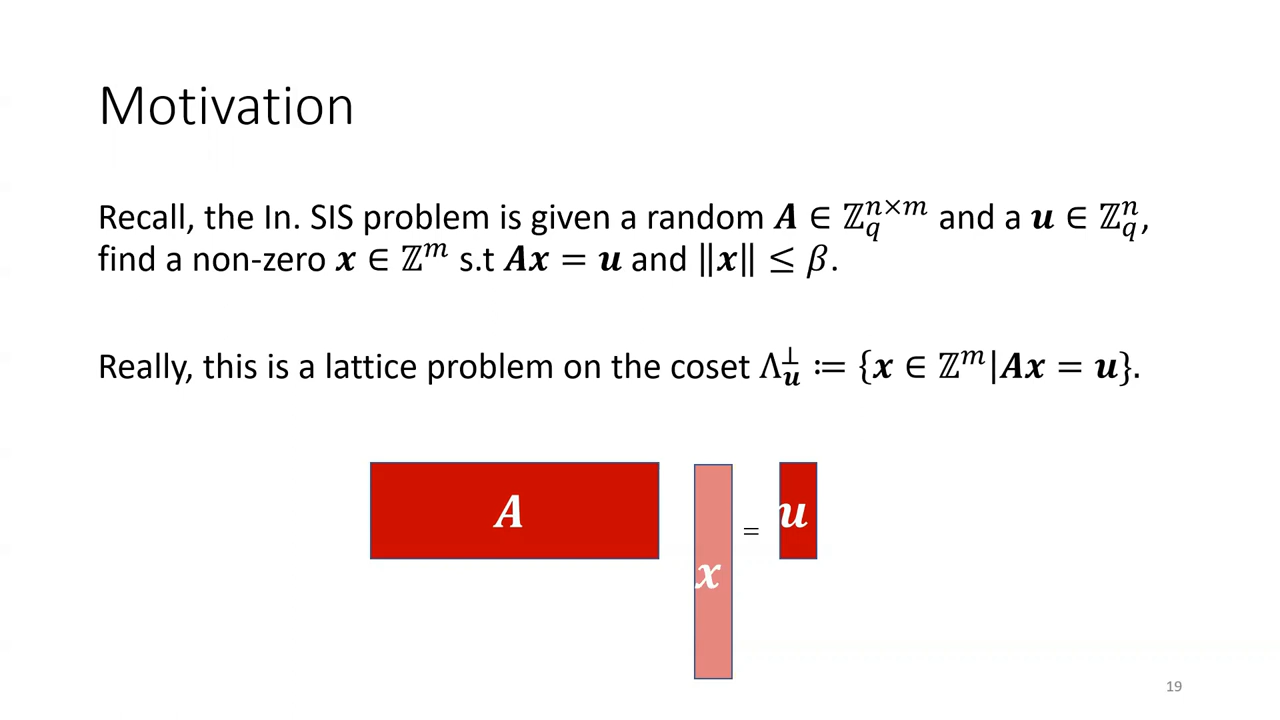 Motivation
Recall, the In. SIS problem is given a random 𝑨 ∈ ℤ_q^{n×m} and a 𝒖 ∈ ℤ_q^n,
find a non-zero 𝒙 ∈ ℤ^m s.t 𝑨𝒙 = 𝒖 and ‖𝒙‖ ≤ 𝛽.
Really, this is a lattice problem on the coset Λ_𝒖^⊥ ≔ {𝒙 ∈ ℤ^m|𝑨𝒙 = 𝒖}.
𝑨
𝒙
=
𝒖
19